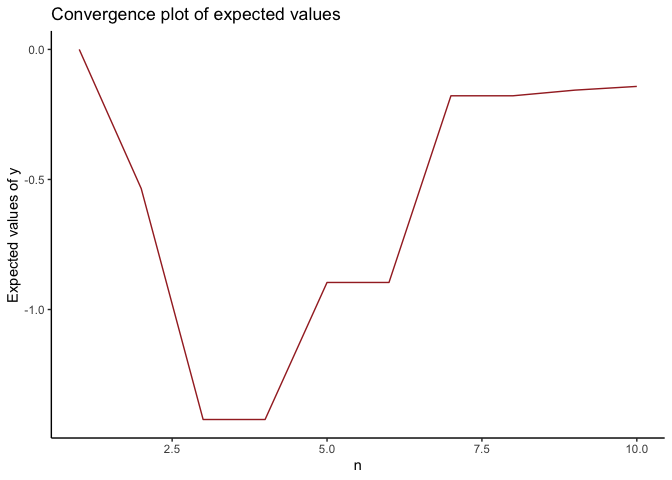 Convergence plot of expected values
0.0
-0.5
-1.0
Expected values of y
2.5
5.0
7.5
10.0
n